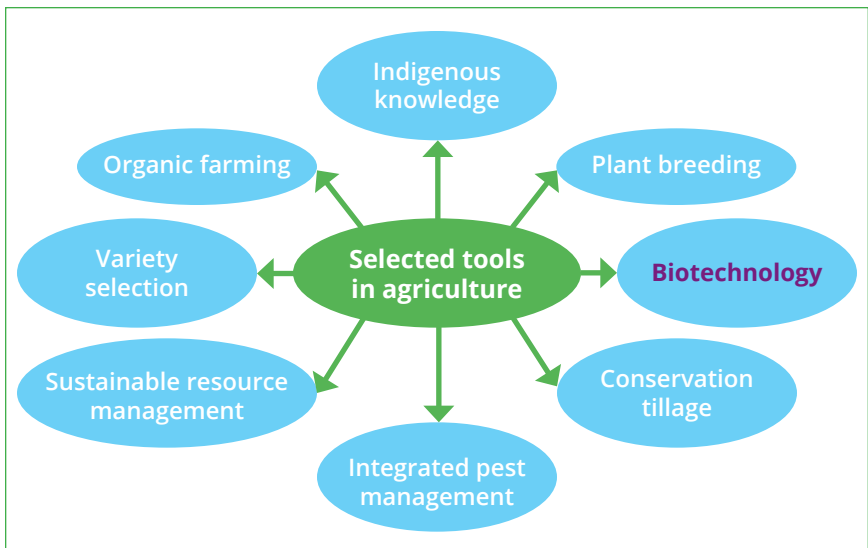 Indigenous
knowledge
Organic farming
Plant breeding
Variety
selection
Selected tools
in agriculture
Biotechnology
Sustainable resource
management
Conservation
tillage
Integrated pest
management